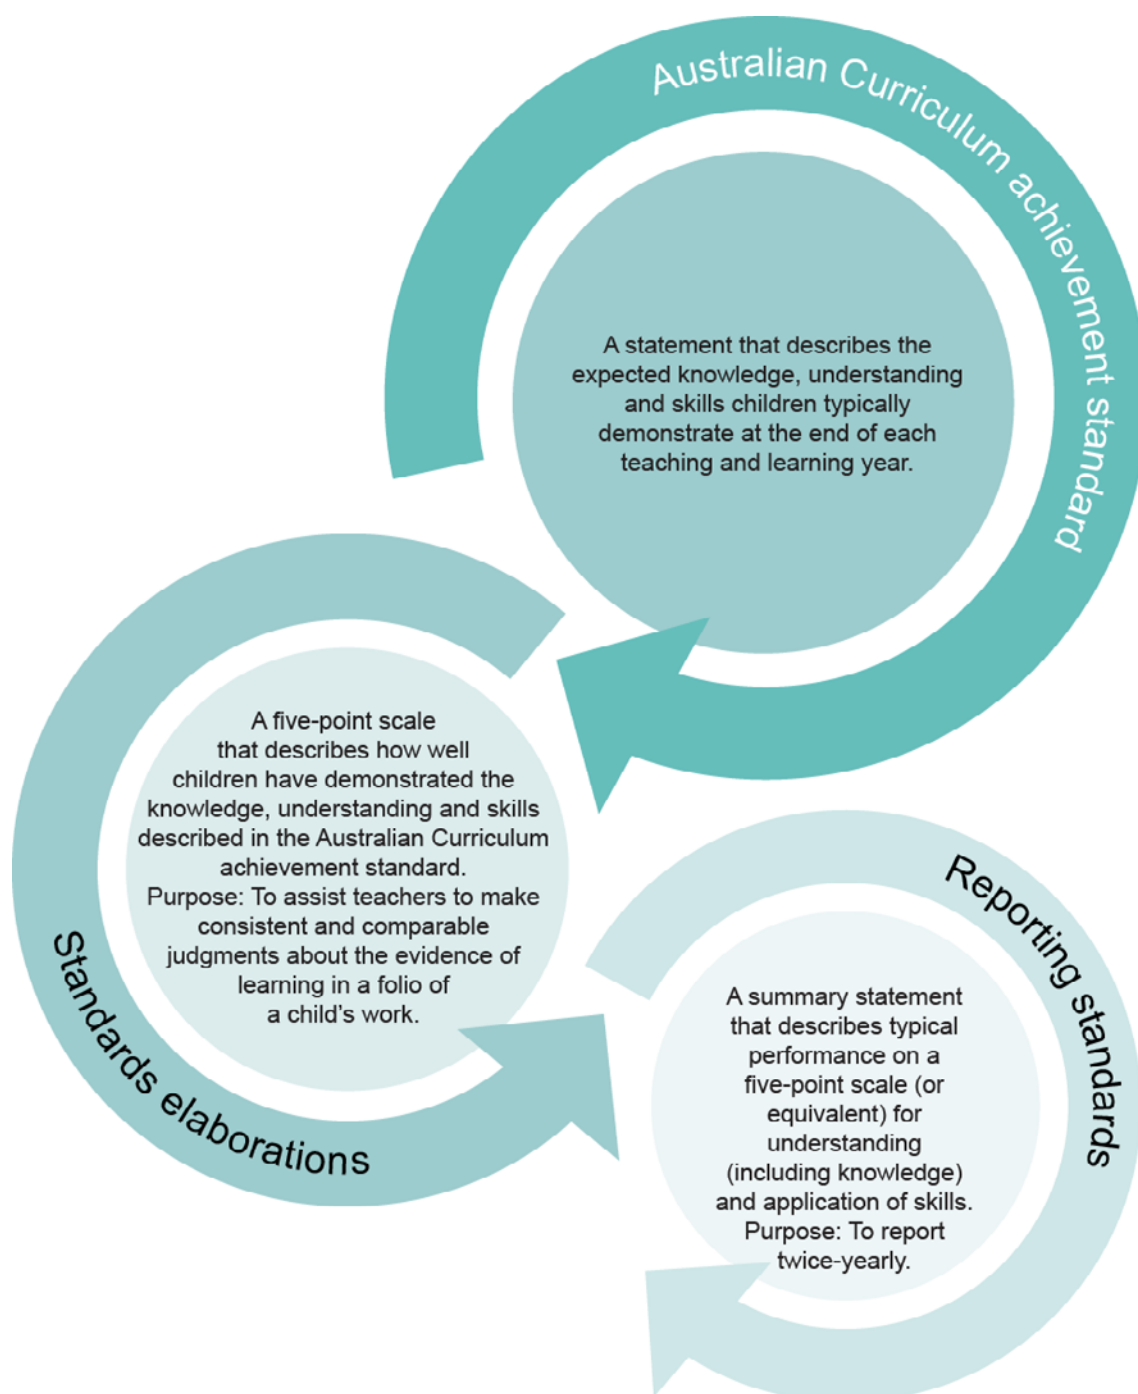 Australian Curriculum achievement standard
A statement that describes the
expected knowledge, understanding
and skills children typically
demonstrate at the end of each
teaching and learning year.
Standards elaborations
A five-point scale
that describes how well
children have demonstrated the
knowledge, understanding and skills
described in the Australian Curriculum
achievement standard.
Purpose: To assist teachers to make
consistent and comparable
judgments about the evidence of
learning in a folio of
a child's work.
Reporting standards
A summary statement
that describes typical
performance on a
five-point scale (or
equivalent) for
understanding
(including knowledge)
and application of skills.
Purpose: To report
twice-yearly.